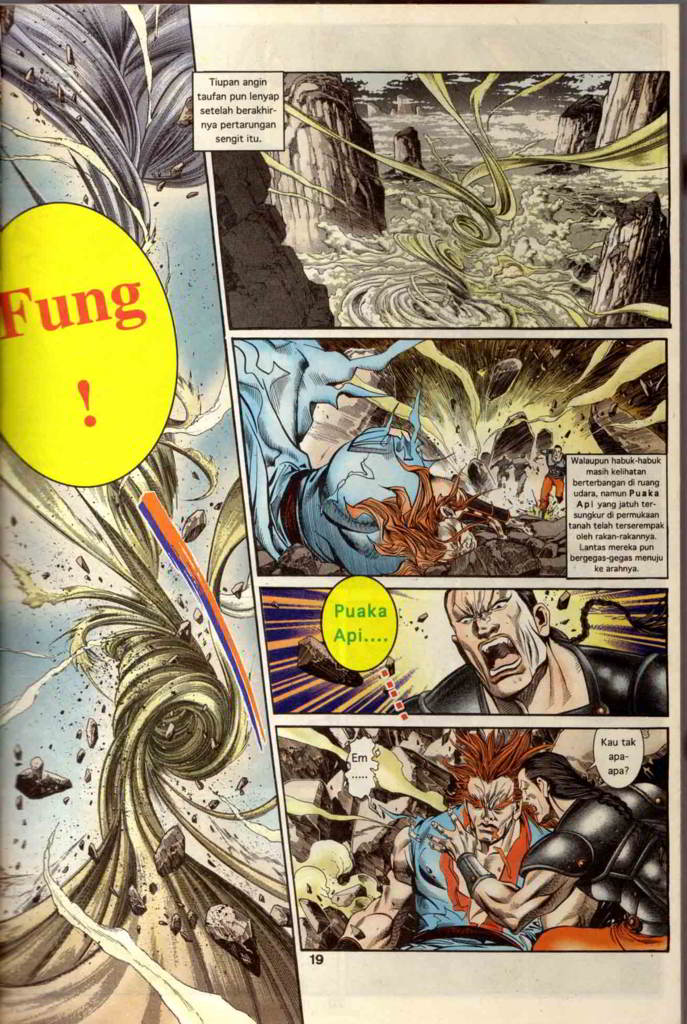 Fung
!
Tiupan angin
taufan pun lenyap
setelah berakhir-
nya pertarungan
sengit itu.
Walaupun habuk-habuk
masih kelihatan
berterbangan di ruang
udara, namun Puaka
Api yang jatuh ter-
sungkur di permukaan
tanah telah terserempak
oleh rakan-rakannya.
Lantas mereka pun
bergegas-gegas menuju
ke arahnya.
Puaka
Api....
Em
.....
Kau tak
apa-
apa?
19